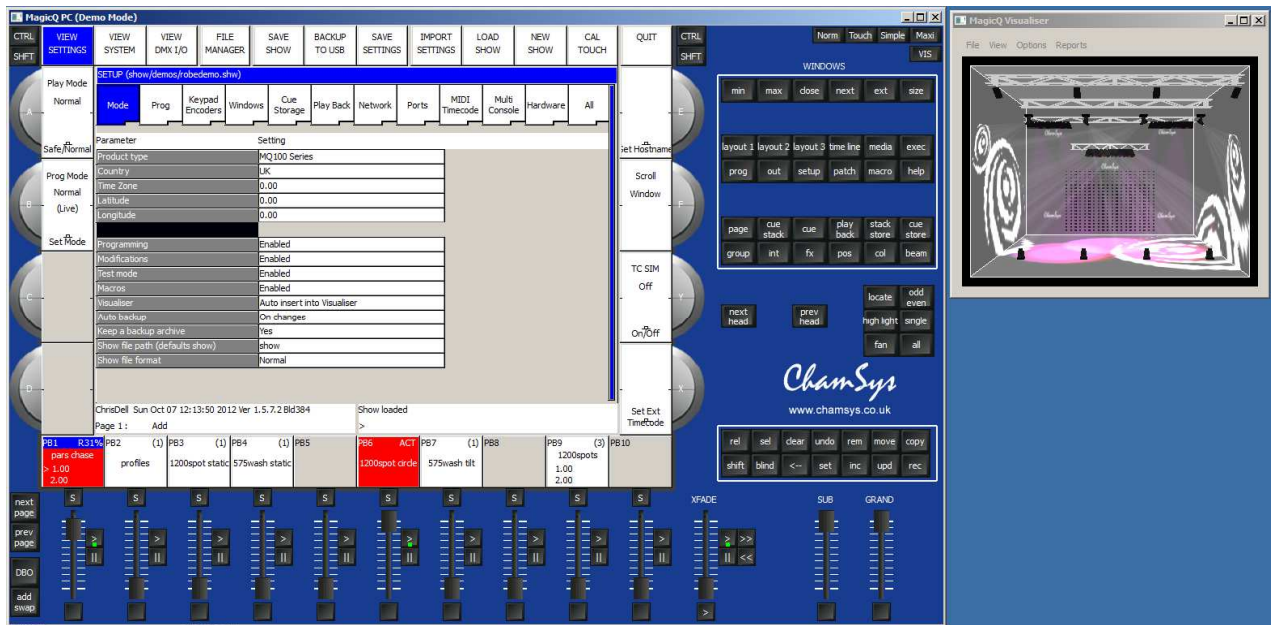 MagicQ PC (Demo Mode)
CTRL
SHFT
VIEW SETTINGS
VIEW SYSTEM
VIEW DMX I/O
FILE MANAGER
SAVE SHOW
BACKUP TO USB
SAVE SETTINGS
IMPORT SETTINGS
LOAD SHOW
NEW SHOW
CAL TOUCH
QUIT
CTRL
SHFT
Norm Touch Simple Maxi
VIS
SETUP (show/demos/robedemo.shw)
Mode Prog Keypad Encoders Windows Cue Storage Play Back Network Ports MIDI Timecode Multi Console Hardware All
Parameter Setting
Product type MQ100 Series
Country UK
Time Zone 0.00
Latitude 0.00
Longitude 0.00
Programming Enabled
Modifications Enabled
Test mode Enabled
Macros Enabled
Visualiser Auto insert into Visualiser
Auto backup On changes
Keep a backup archive Yes
Show file path (defaults show) show
Show file format Normal
ChrisDell Sun Oct 07 12:13:50 2012 Ver 1.5.7.2 Bld384 Show loaded
Page 1 : Add >
Play Mode
Normal
Safe/Normal
Prog Mode
Normal
(Live)
Set Mode
A
B
C
D
Set Hostname
Scroll
Window
TC SIM
Off
On/Off
Set Ext
Timecode
E
F
Y
X
PB1 R31% PB2 (1) PB3 (1) PB4 (1) PB5 PB6 ACT PB7 (1) PB8 PB9 (3) PB10
pars chase profiles 1200spot static 575wash static 1200spot circle 575wash tilt 1200spots
> 1.00 1.00
2.00 2.00
WINDOWS
min max close next ext size
layout 1 layout 2 layout 3 time line media exec
prog out setup patch macro help
page cue stack cue play back stack store cue store
group int fx pos col beam
next head prev head locate odd even
high light single
fan all
ChamSys
www.chamsys.co.uk
rel sel clear undo rem move copy
shift blind <-- set inc upd rec
next page
prev page
DBO
add swap
S S S S S S S S S S
XFADE SUB GRAND
> > > > > > > > > > > >>
|| || || || || || || || || || || <<
>
MagicQ Visualiser
File View Options Reports
ChamSys
ChamSys
ChamSys